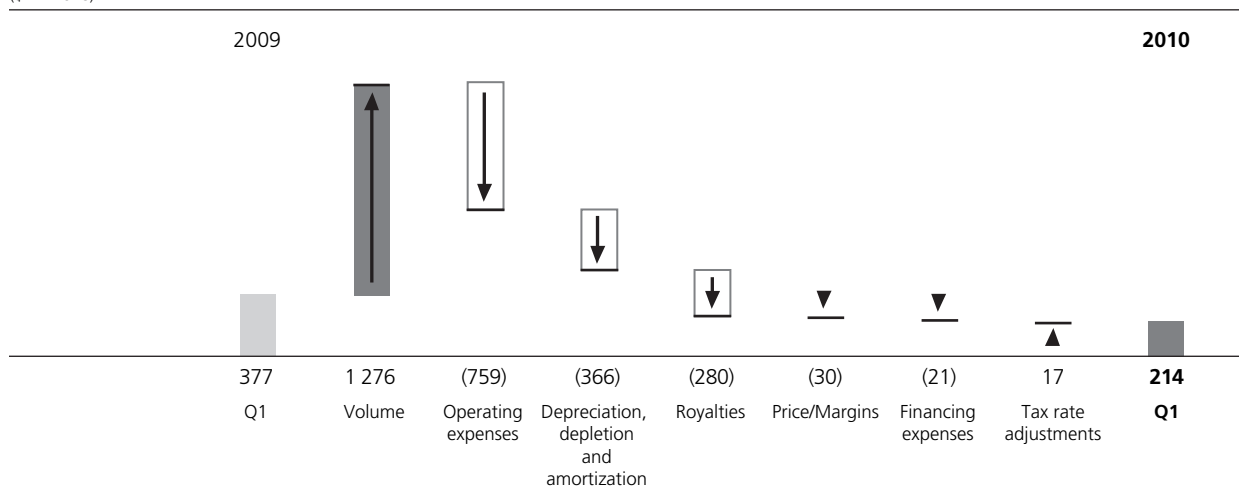 2009 2010
377 1 276 (759) (366) (280) (30) (21) 17 214
Q1 Volume Operating Depreciation, Royalties Price/Margins Financing Tax rate Q1
expenses depletion expenses adjustments
and
amortization